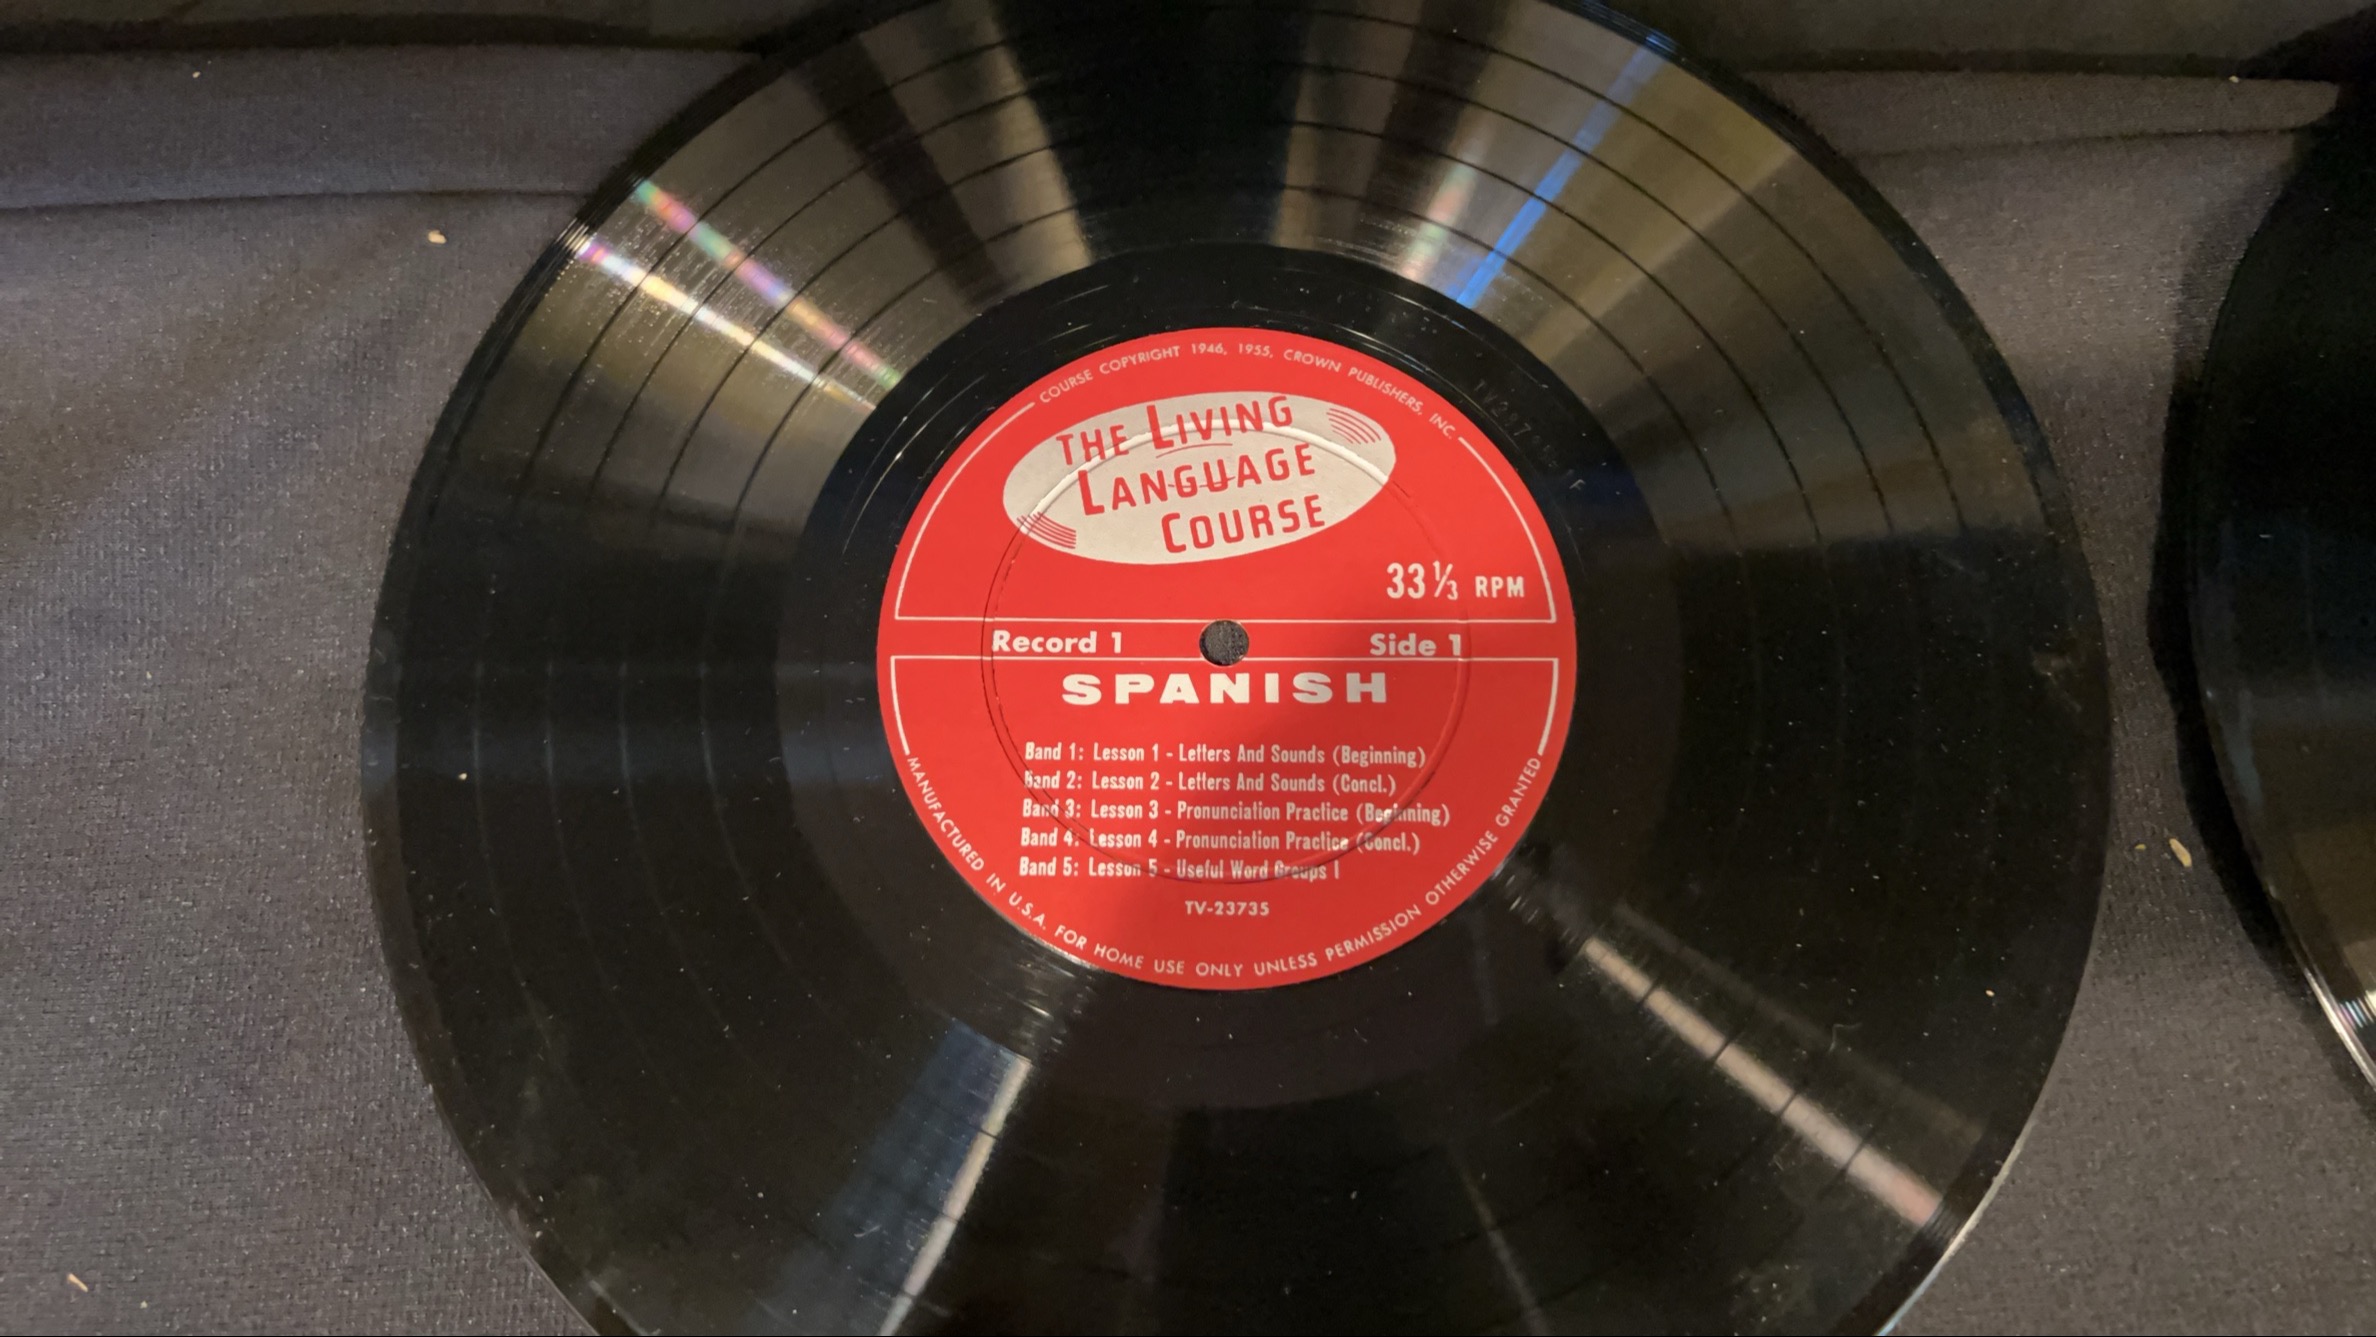 COURSE COPYRIGHT 1946, 1955, CROWN PUBLISHERS, INC.
THE LIVING
LANGUAGE
COURSE
33⅓ RPM
Record 1 Side 1
SPANISH
Band 1: Lesson 1 - Letters And Sounds (Beginning)
Band 2: Lesson 2 - Letters And Sounds (Concl.)
Band 3: Lesson 3 - Pronunciation Practice (Beginning)
Band 4: Lesson 4 - Pronunciation Practice (Concl.)
Band 5: Lesson 5 - Useful Word Groups I
TV-23735
MANUFACTURED IN U.S.A. FOR HOME USE ONLY UNLESS PERMISSION OTHERWISE GRANTED